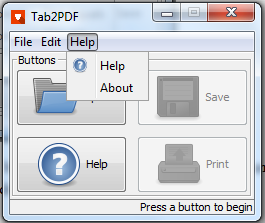 Tab2PDF
File Edit Help
Buttons
Help
About
Save
Help
Print
Press a button to begin